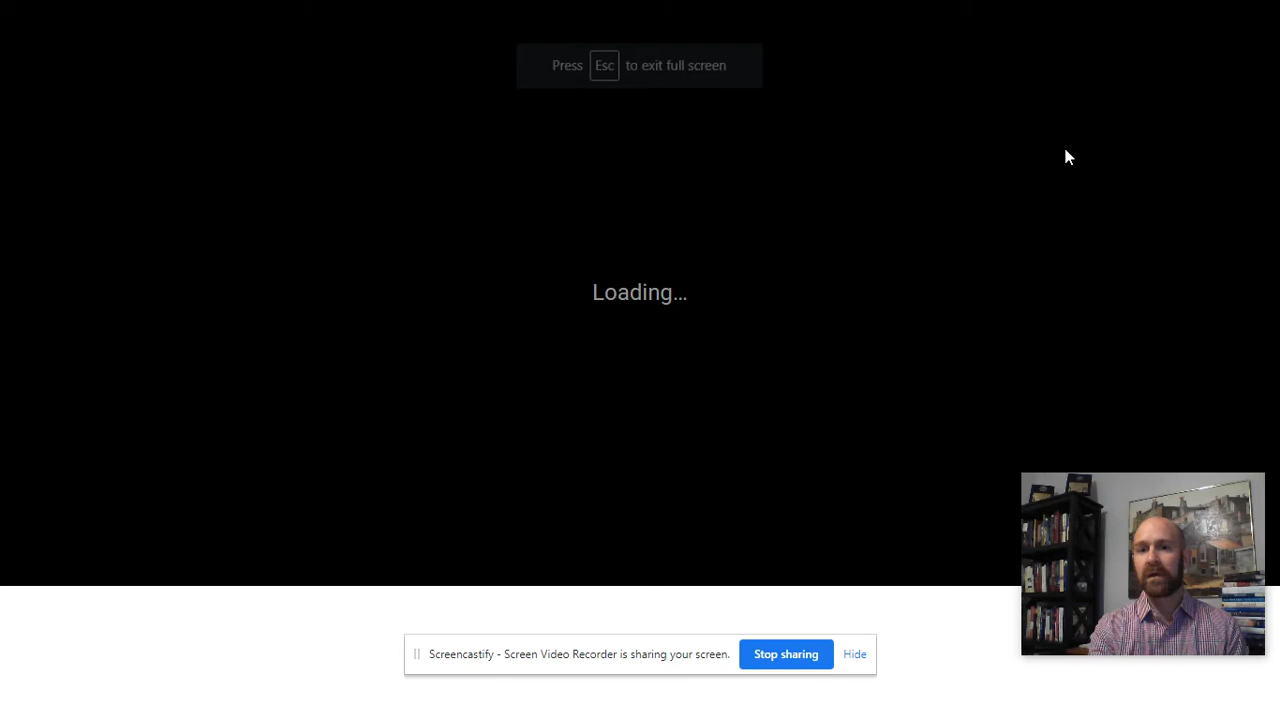 Press Esc to exit full screen
Loading...
Screencastify - Screen Video Recorder is sharing your screen. Stop sharing Hide